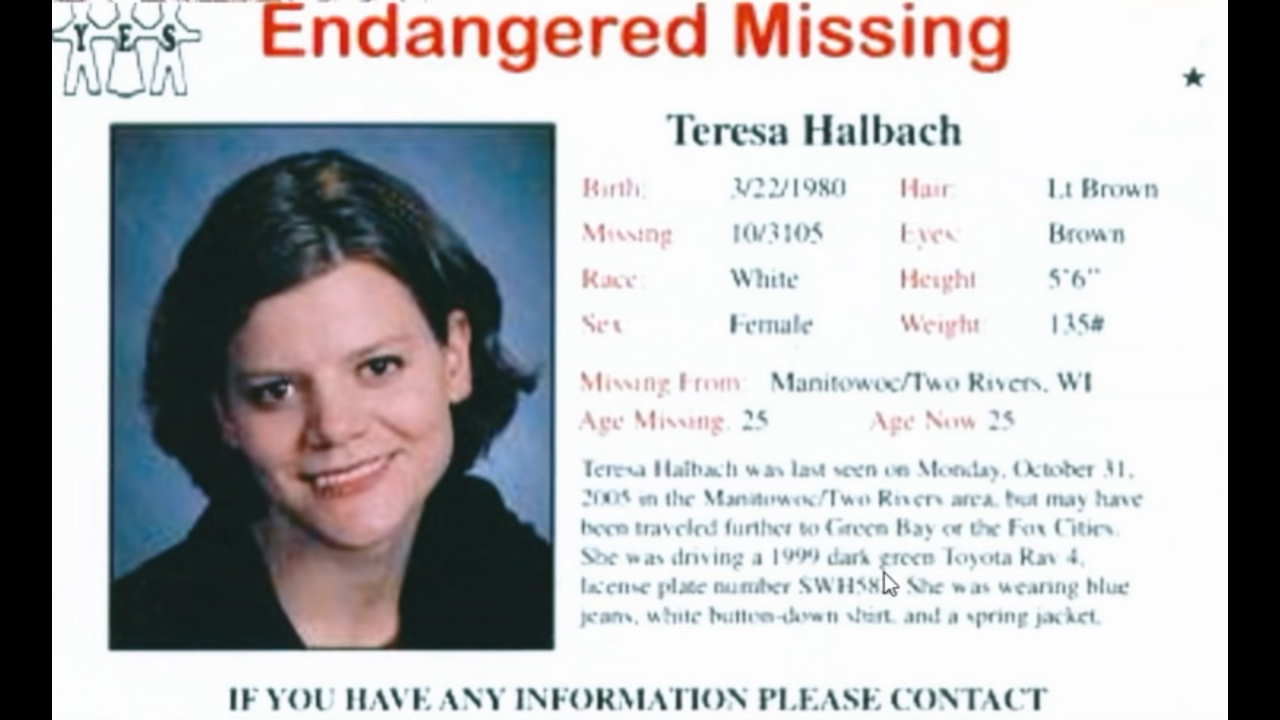 YES
Endangered Missing
Teresa Halbach
Birth: 3/22/1980 Hair: Lt Brown
Missing: 10/3105 Eyes: Brown
Race: White Height: 5'6"
Sex: Female Weight: 135#
Missing From: Manitowoc/Two Rivers, WI
Age Missing: 25 Age Now 25
Teresa Halbach was last seen on Monday, October 31,
2005 in the Manitowoc/Two Rivers area, but may have
been traveled further to Green Bay or the Fox Cities.
She was driving a 1999 dark green Toyota Rav 4,
license plate number She was wearing blue
jeans, white button-down shirt, and a spring jacket.
IF YOU HAVE ANY INFORMATION PLEASE CONTACT